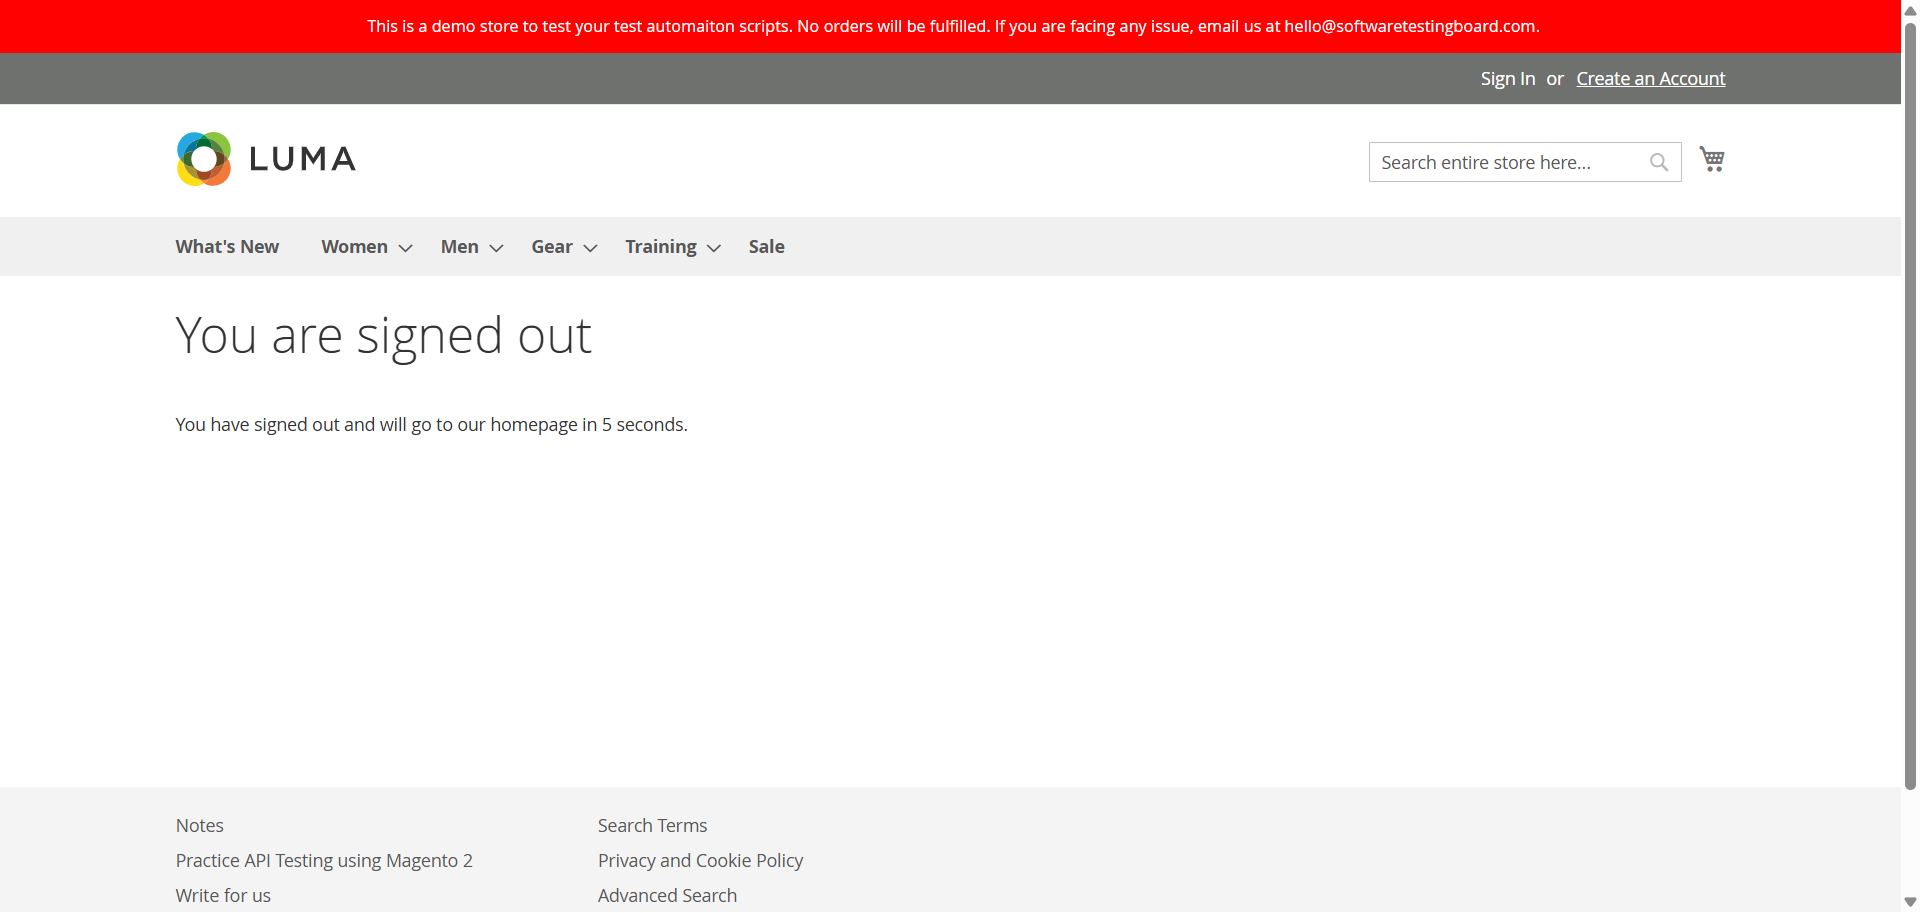 This is a demo store to test your test automaiton scripts. No orders will be fulfilled. If you are facing any issue, email us at hello@softwaretestingboard.com.
Sign In or Create an Account
LUMA
Search entire store here...
What's New Women Men Gear Training Sale
You are signed out
You have signed out and will go to our homepage in 5 seconds.
Notes
Practice API Testing using Magento 2
Write for us
Search Terms
Privacy and Cookie Policy
Advanced Search